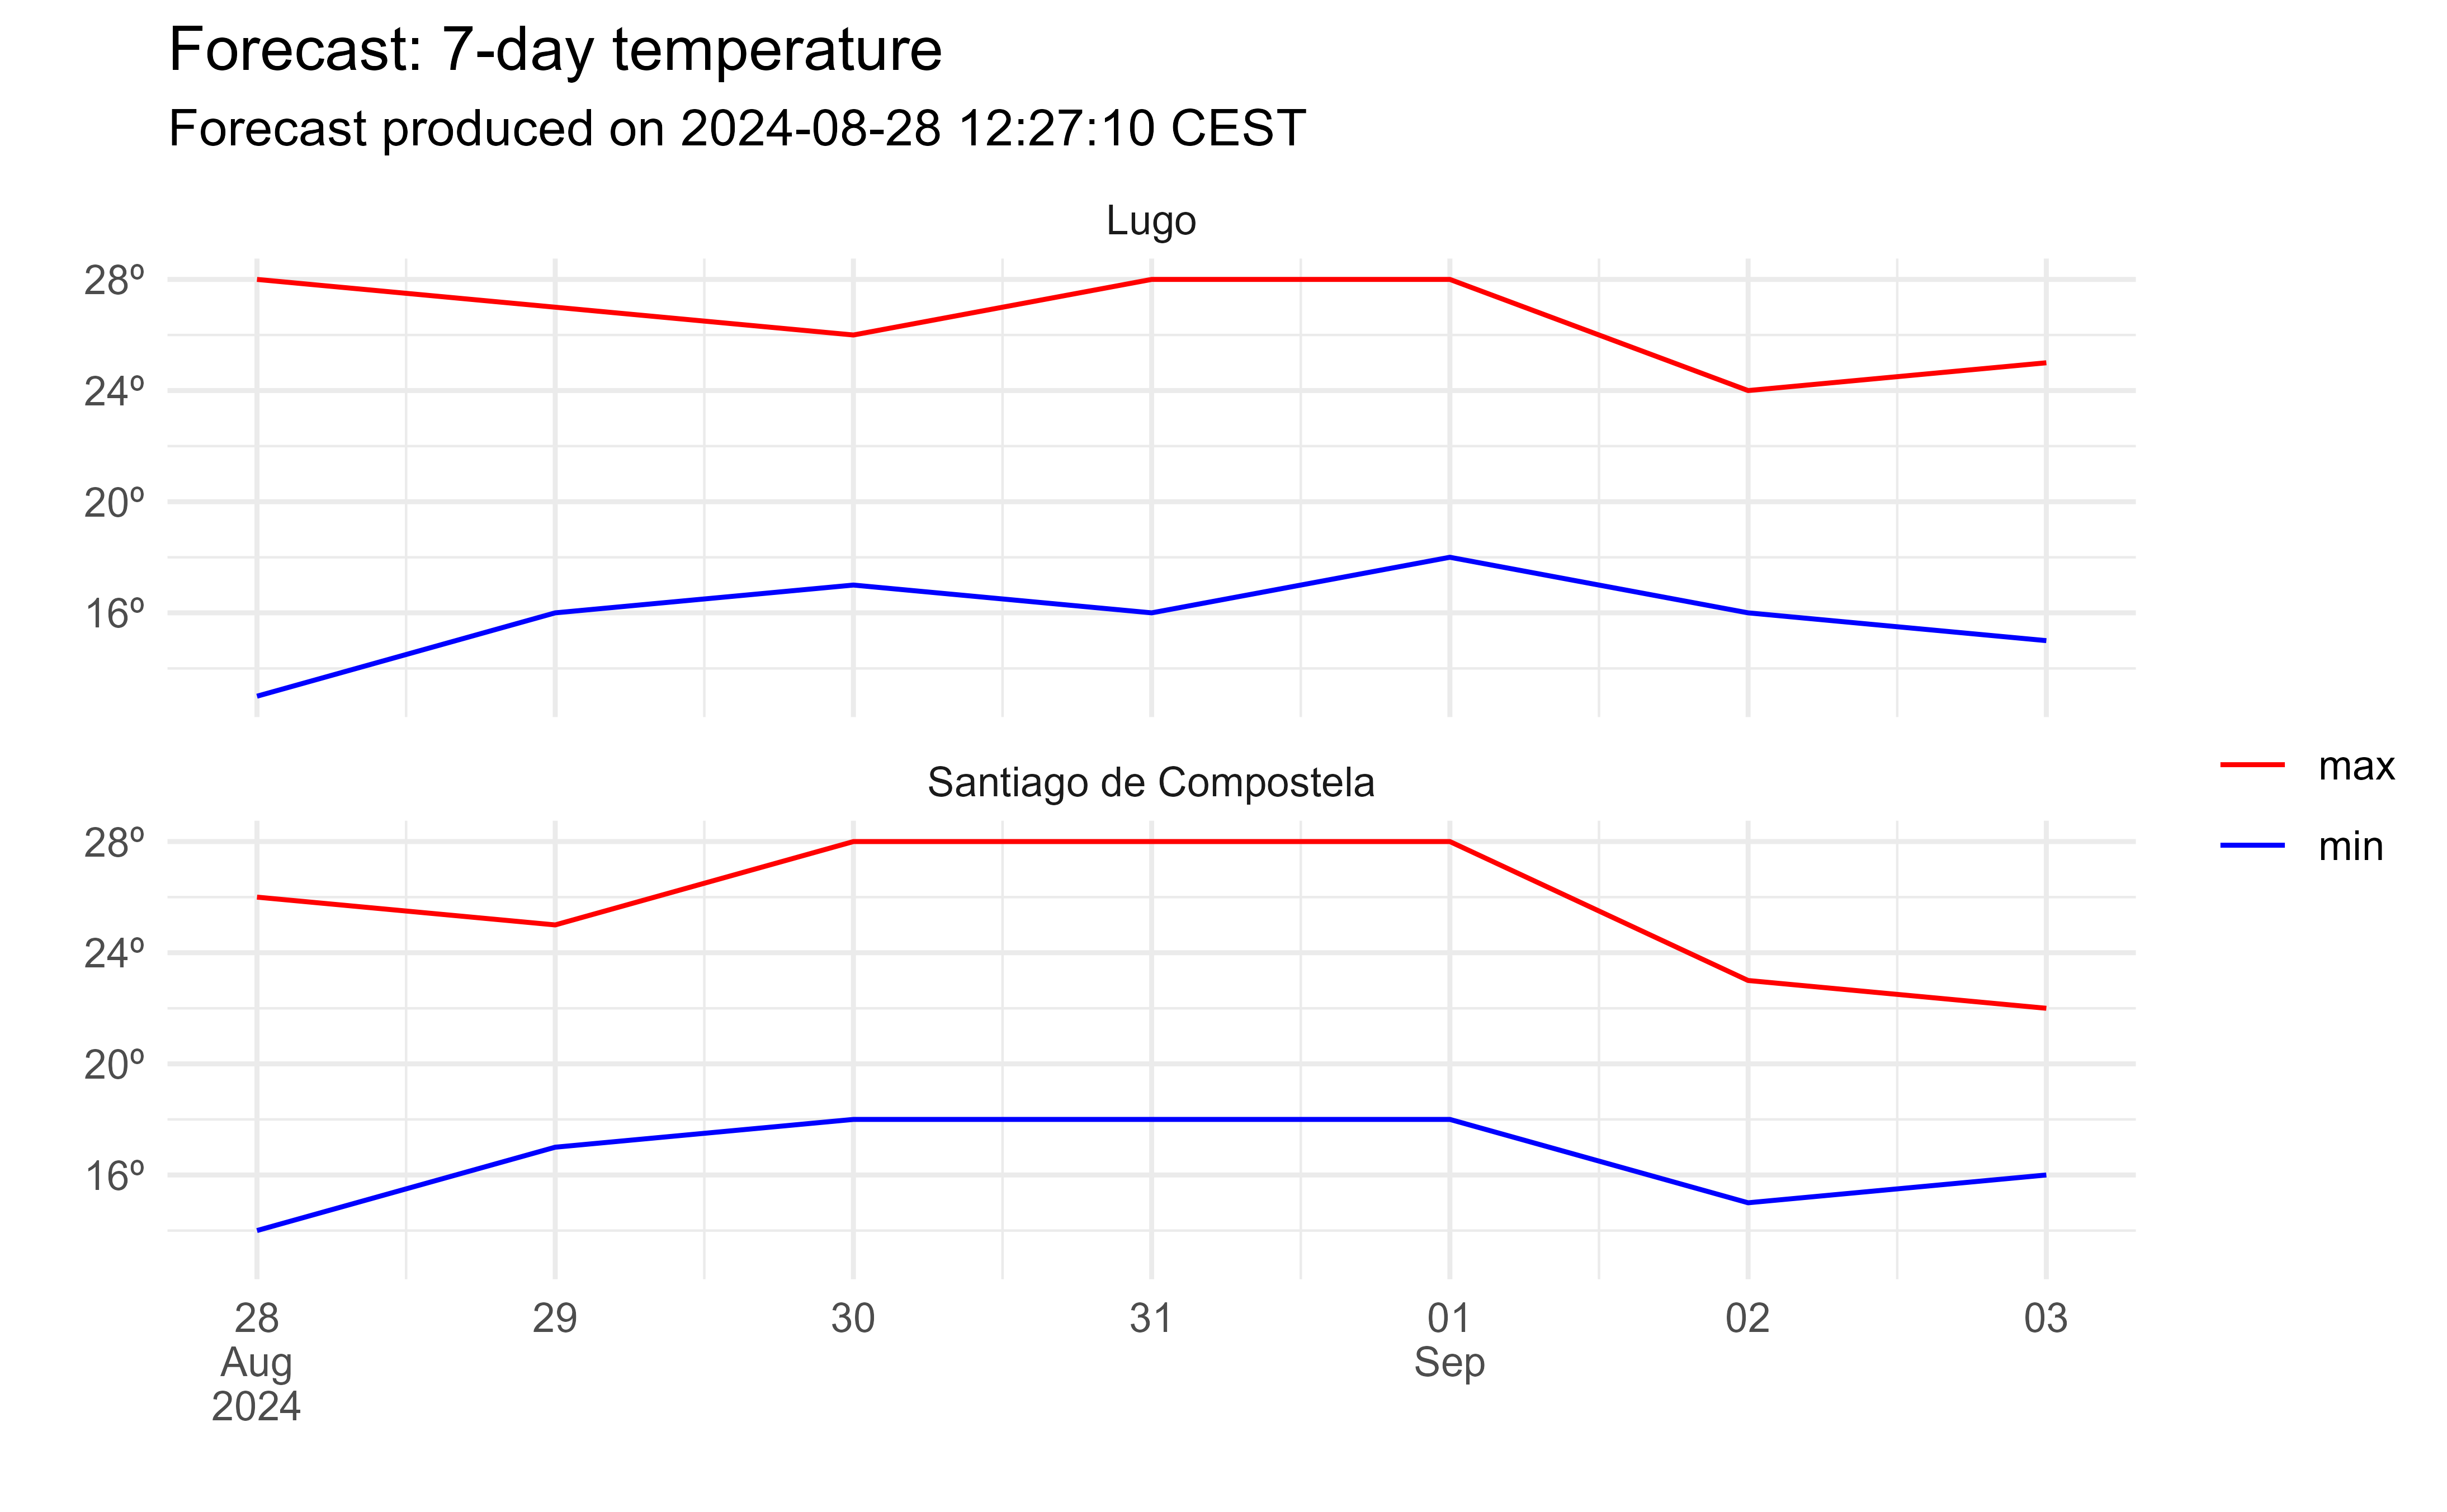 Forecast: 7-day temperature
Forecast produced on 2024-08-28 12:27:10 CEST
Lugo
28º
24º
20º
16º
Santiago de Compostela
28º
24º
20º
16º
max
min
28 29 30 31 01 02 03
Aug Sep
2024